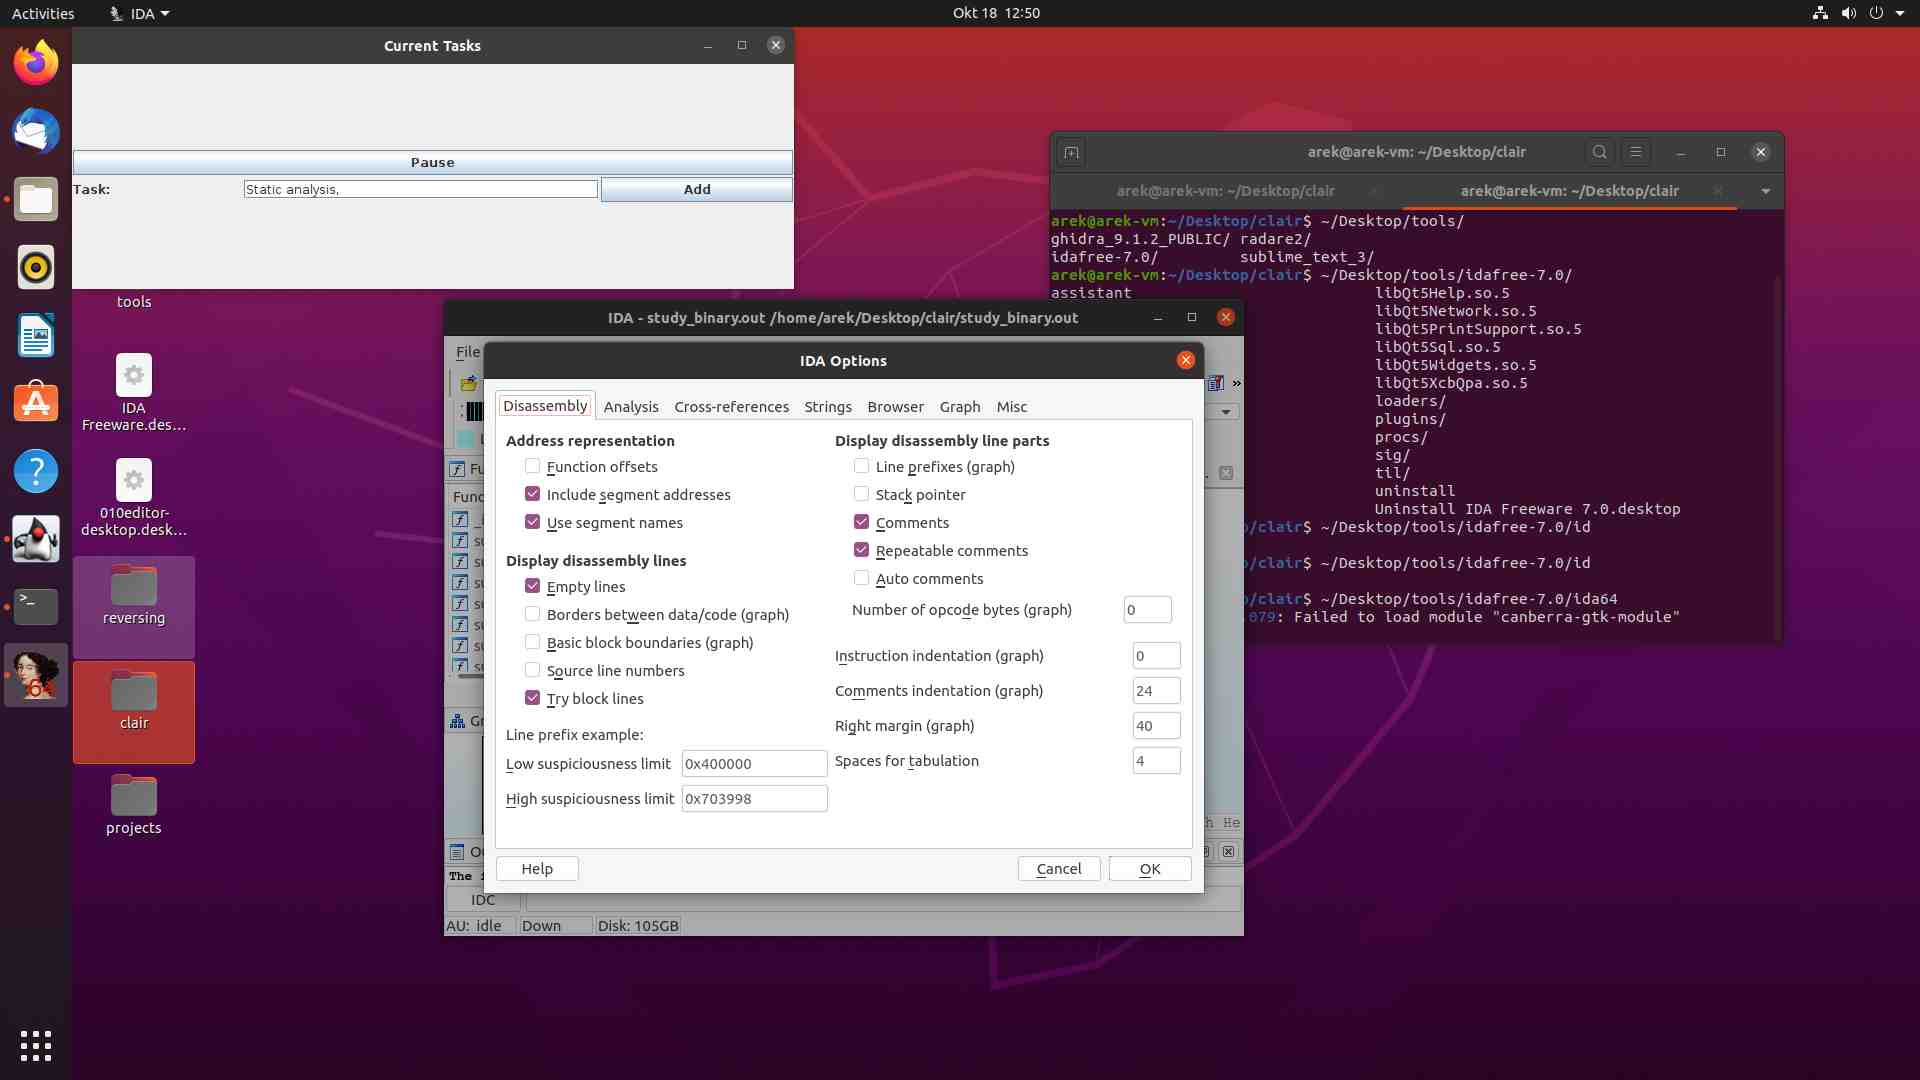 Activities
IDA
Okt 18 12:50
Current Tasks
Pause
Task:
Static analysis,
Add
tools
IDA
Freeware.des...
010editor-
desktop.desk...
reversing
clair
projects
arek@arek-vm: ~/Desktop/clair
arek@arek-vm: ~/Desktop/clair
arek@arek-vm: ~/Desktop/clair
arek@arek-vm:~/Desktop/clair$ ~/Desktop/tools/
ghidra_9.1.2_PUBLIC/ radare2/
idafree-7.0/ sublime_text_3/
arek@arek-vm:~/Desktop/clair$ ~/Desktop/tools/idafree-7.0/
assistant libQt5Help.so.5
libQt5Network.so.5
libQt5PrintSupport.so.5
libQt5Sql.so.5
libQt5Widgets.so.5
libQt5XcbQpa.so.5
loaders/
plugins/
procs/
sig/
til/
uninstall
Uninstall IDA Freeware 7.0.desktop
/clair$ ~/Desktop/tools/idafree-7.0/id
/clair$ ~/Desktop/tools/idafree-7.0/id
/clair$ ~/Desktop/tools/idafree-7.0/ida64
079: Failed to load module "canberra-gtk-module"
IDA - study_binary.out /home/arek/Desktop/clair/study_binary.out
File
IDA Options
Disassembly Analysis Cross-references Strings Browser Graph Misc
Address representation
Function offsets
Include segment addresses
Use segment names
Display disassembly lines
Empty lines
Borders between data/code (graph)
Basic block boundaries (graph)
Source line numbers
Try block lines
Line prefix example:
Low suspiciousness limit 0x400000
High suspiciousness limit 0x703998
Display disassembly line parts
Line prefixes (graph)
Stack pointer
Comments
Repeatable comments
Auto comments
Number of opcode bytes (graph) 0
Instruction indentation (graph) 0
Comments indentation (graph) 24
Right margin (graph) 40
Spaces for tabulation 4
Help
Cancel
OK
Func
The
IDC
AU: idle Down Disk: 105GB
64